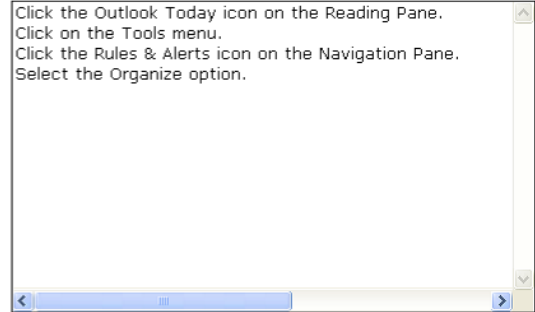 Click the Outlook Today icon on the Reading Pane.
Click on the Tools menu.
Click the Rules & Alerts icon on the Navigation Pane.
Select the Organize option.